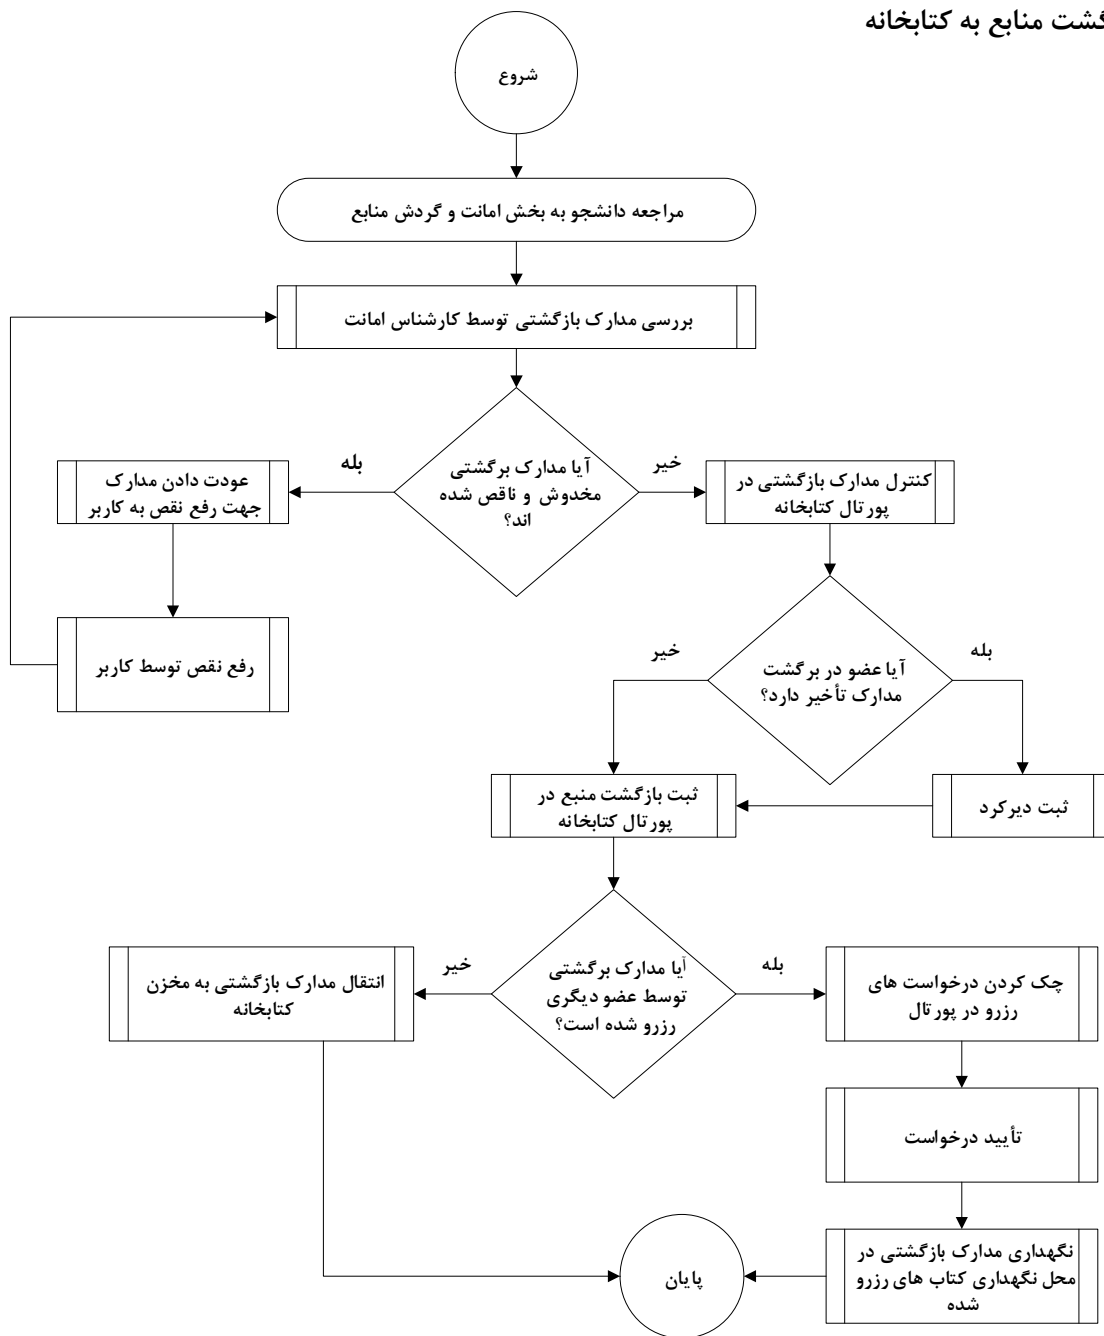 گشت منابع به کتابخانه
شروع
مراجعه دانشجو به بخش امانت و گردش منابع
بررسی مدارک بازگشتی توسط کارشناس امانت
آیا مدارک برگشتی
مخدوش و ناقص شده
اند؟
بله
خیر
عودت دادن مدارک
جهت رفع نقص به کاربر
رفع نقص توسط کاربر
کنترل مدارک بازگشتی در
پورتال کتابخانه
آیا عضو در برگشت
مدارک تأخیر دارد؟
بله
خیر
ثبت دیرکرد
ثبت بازگشت منبع در
پورتال کتابخانه
آیا مدارک برگشتی
توسط عضو دیگری
رزرو شده است؟
بله
خیر
چک کردن درخواست های
رزرو در پورتال
تأیید درخواست
نگهداری مدارک بازگشتی در
محل نگهداری کتاب های رزرو
شده
انتقال مدارک بازگشتی به مخزن
کتابخانه
پایان